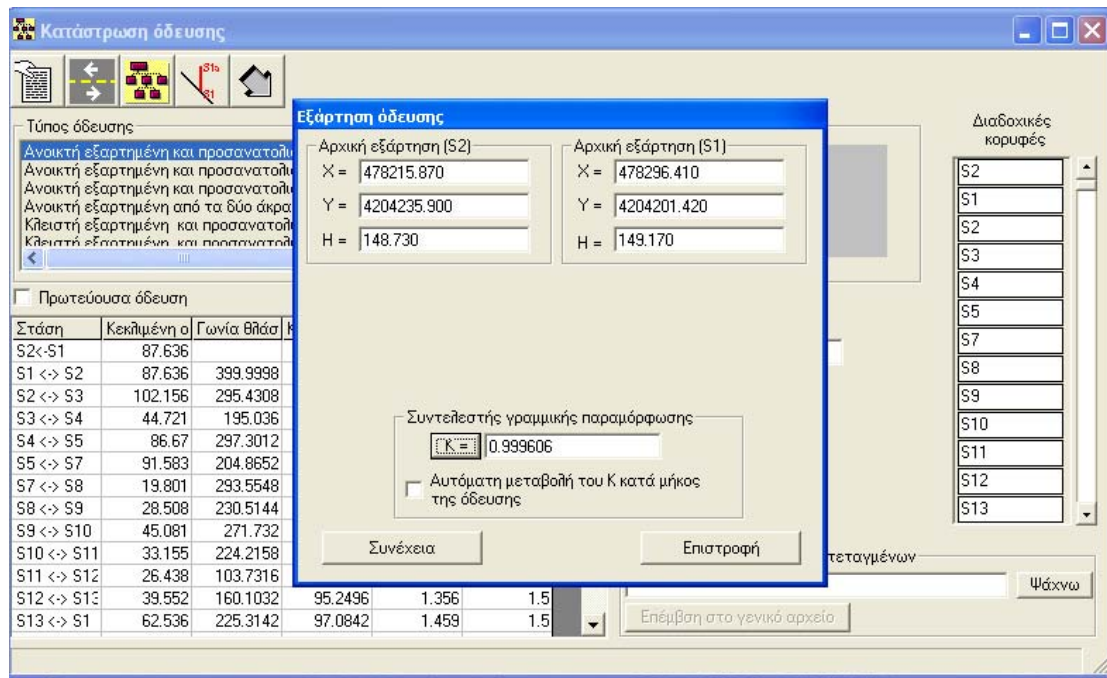 Κατάστρωση όδευσης
S1a
S1
Τύπος όδευσης
Ανοικτή εξαρτημένη και προσανατολι
Ανοικτή εξαρτημένη και προσανατολι
Ανοικτή εξαρτημένη και προσανατολι
Ανοικτή εξαρτημένη από τα δύο άκρα
Κλειστή εξαρτημένη και προσανατολι
Κλειστή εξαρτημένη και προσανατολ
Πρωτεύουσα όδευση
Στάση Κεκλιμένη ο Γωνία θλάσ Κ
S2<-S1 87.636
S1 <-> S2 87.636 399.9998
S2 <-> S3 102.156 295.4308
S3 <-> S4 44.721 195.036
S4 <-> S5 86.67 297.3012
S5 <-> S7 91.583 204.8652
S7 <-> S8 19.801 293.5548
S8 <-> S9 28.508 230.5144
S9 <-> S10 45.081 271.732
S10 <-> S11 33.155 224.2158
S11 <-> S12 26.438 103.7316
S12 <-> S13 39.552 160.1032 95.2496 1.356 1.5
S13 <-> S1 62.536 225.3142 97.0842 1.459 1.5
Εξάρτηση όδευσης
Αρχική εξάρτηση (S2)
X = 478215.870
Y = 4204235.900
H = 148.730
Αρχική εξάρτηση (S1)
X = 478296.410
Y = 4204201.420
H = 149.170
Συντελεστής γραμμικής παραμόρφωσης
K = 0.999606
Αυτόματη μεταβολή του Κ κατά μήκος
της όδευσης
Συνέχεια
Επιστροφή
Διαδοχικές
κορυφές
S2
S1
S2
S3
S4
S5
S7
S8
S9
S10
S11
S12
S13
τεταγμένων
Ψάχνω
Επέμβση στο γενικό αρχείο